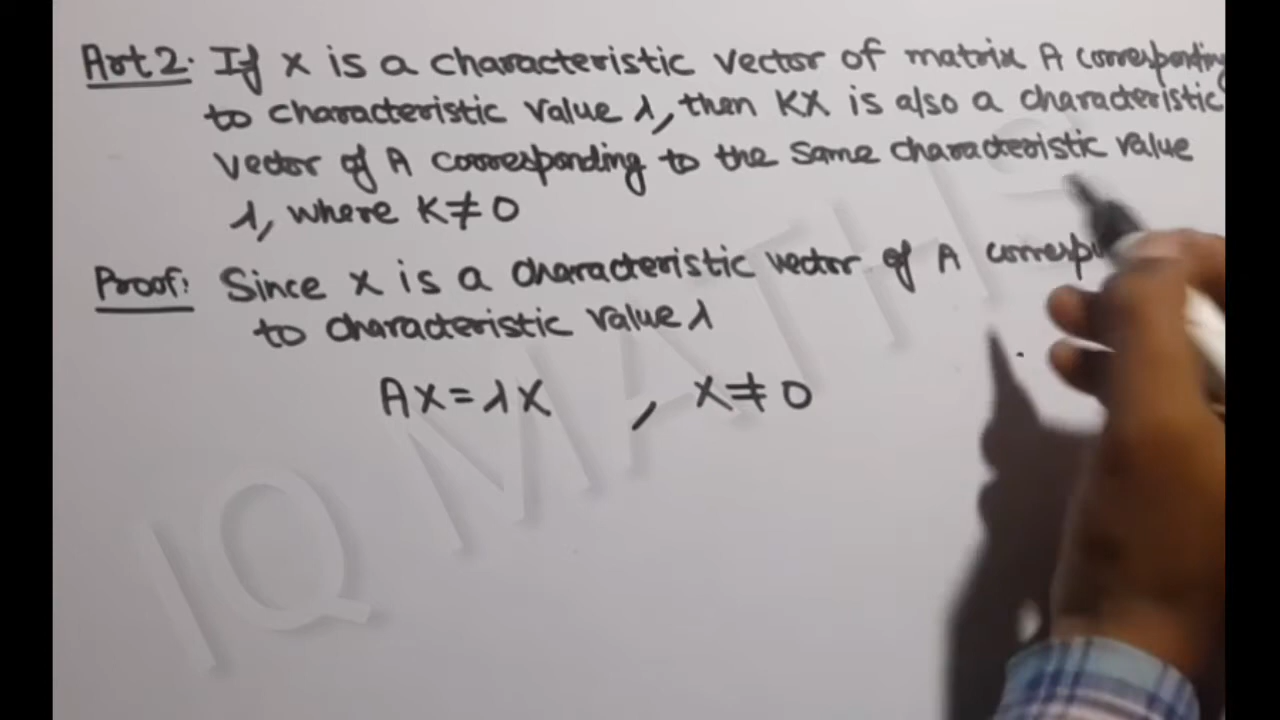 Art 2. If X is a characteristic vector of matrix A corresponding
to characteristic value λ, then KX is also a characteristic
vector of A corresponding to the same characteristic value
λ, where K≠0
Proof: Since X is a characteristic vector of A
to characteristic value λ
AX=λX , X≠0
IQ MATHS